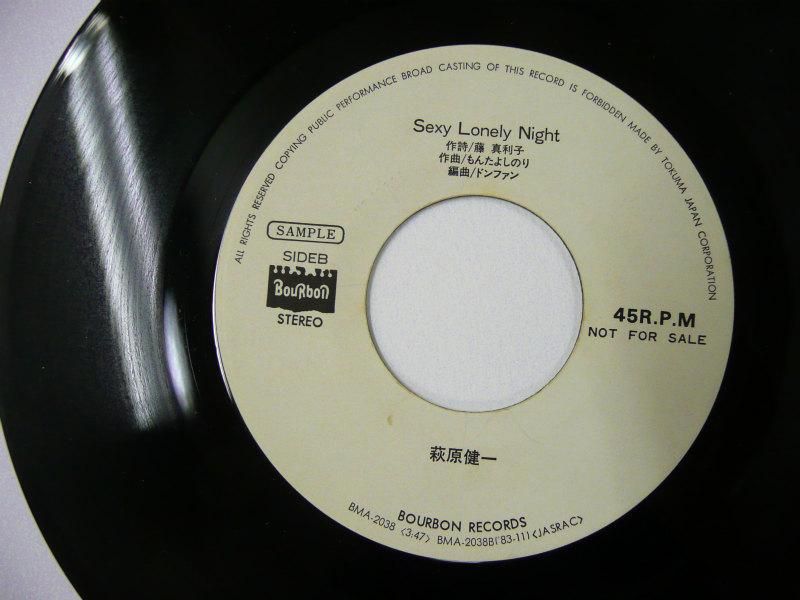 ALL RIGHTS RESERVED COPYING PUBLIC PERFORMANCE BROAD CASTING OF THIS RECORD IS FORBIDDEN MADE BY TOKUMA JAPAN CORPORATION
Sexy Lonely Night
作詩/藤 真利子
作曲/もんたよしのり
編曲/ドンファン
SAMPLE
SIDEB
BouRbon
STEREO
45R.P.M
NOT FOR SALE
萩原健一
BOURBON RECORDS
BMA-2038 〈3:47〉 BMA-2038B('83-11)〈JASRAC〉